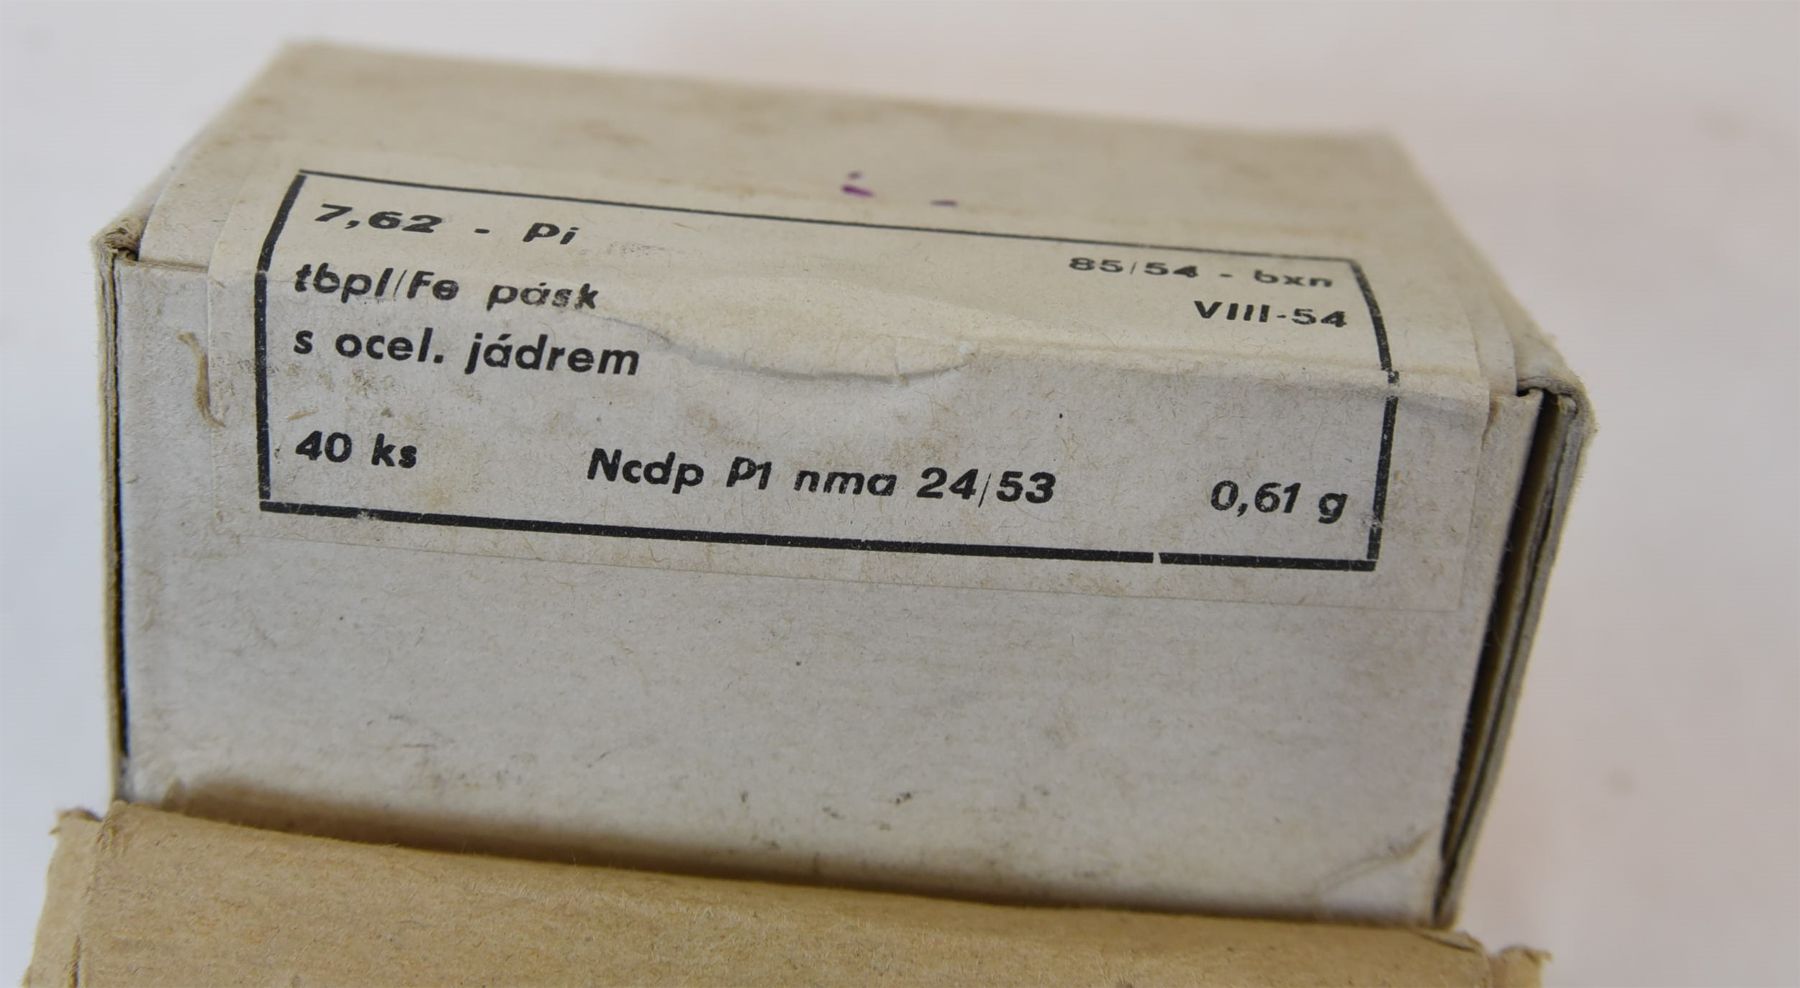 7,62 - Pi
85/54 - bxn
tbpl/Fe pásk
VIII-54
s ocel. jádrem
40 ks Ncdp P1 nma 24/53 0,61 g